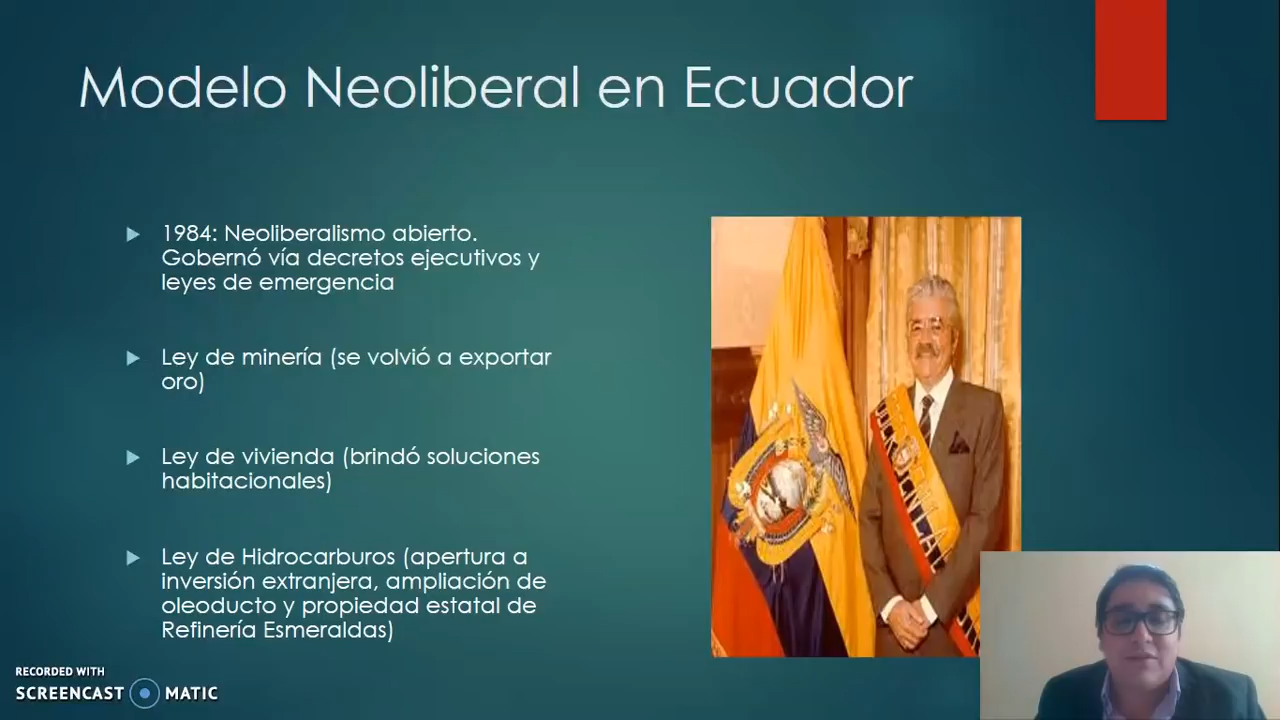 Modelo Neoliberal en Ecuador
1984: Neoliberalismo abierto.
Gobernó vía decretos ejecutivos y
leyes de emergencia
Ley de minería (se volvió a exportar
oro)
Ley de vivienda (brindó soluciones
habitacionales)
Ley de Hidrocarburos (apertura a
inversión extranjera, ampliación de
oleoducto y propiedad estatal de
Refinería Esmeraldas)
RECORDED WITH
SCREENCAST MATIC